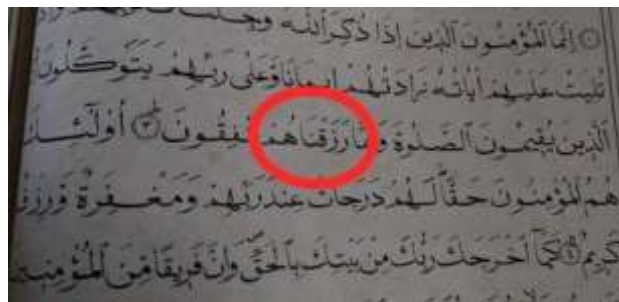 إنما المؤمنون الذين إذا ذكر الله وجلت
تليت عليهم آياته زادتهم إيمانا وعلى ربهم يتوكلون
الذين يقيمون الصلوة ومما رزقناهم ينفقون ٣ أولئك
هم المؤمنون حقا لهم درجات عند ربهم ومغفرة ورزق
كريم ٤ كما أخرجك ربك من بيتك بالحق وإن فريقا من المؤمنين